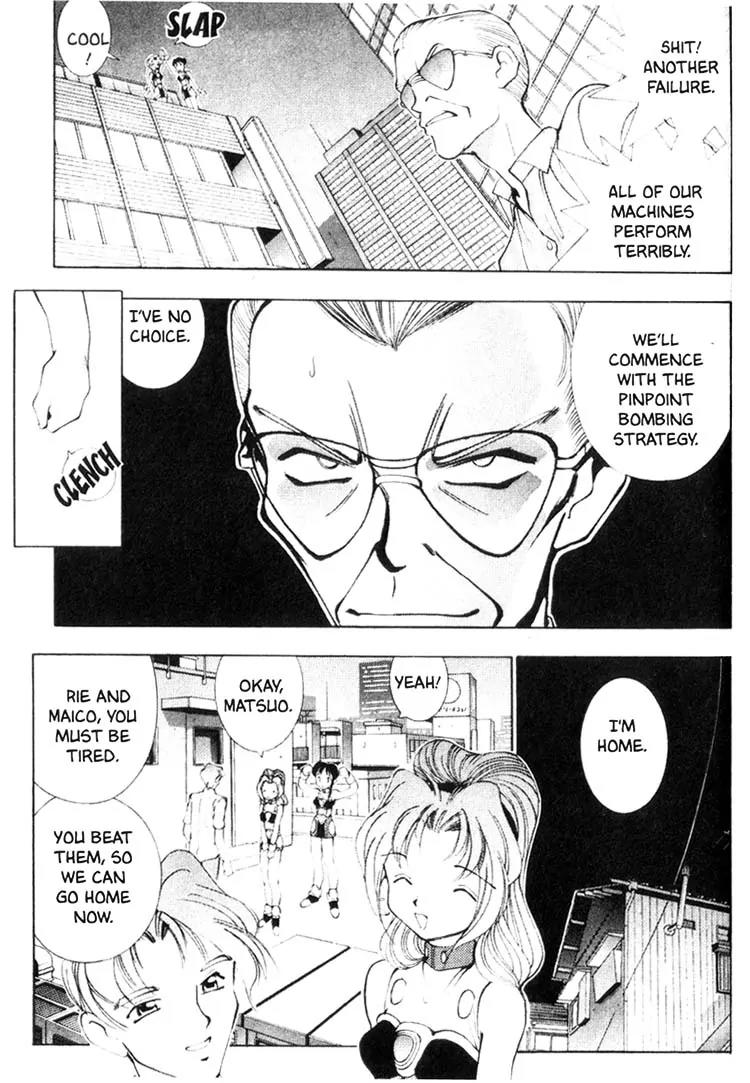 SHIT!
ANOTHER
FAILURE.
SLAP
COOL
!
ALL OF OUR
MACHINES
PERFORM
TERRIBLY.
WE'LL
COMMENCE
WITH THE
PINPOINT
BOMBING
STRATEGY.
I'VE NO
CHOICE.
CLENCH
I'M
HOME.
YEAH!
OKAY,
MATSUO.
RIE AND
MAICO, YOU
MUST BE
TIRED.
YOU BEAT
THEM, SO
WE CAN
GO HOME
NOW.